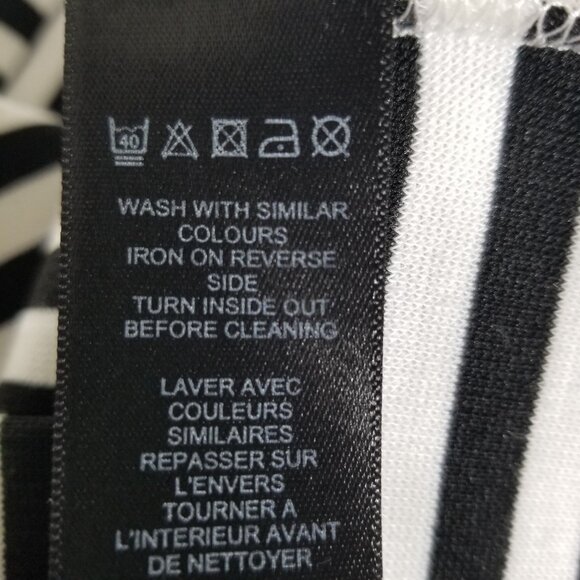 40
WASH WITH SIMILAR
COLOURS
IRON ON REVERSE
SIDE
TURN INSIDE OUT
BEFORE CLEANING
LAVER AVEC
COULEURS
SIMILAIRES
REPASSER SUR
L'ENVERS
TOURNER A
L'INTERIEUR AVANT
DE NETTOYER